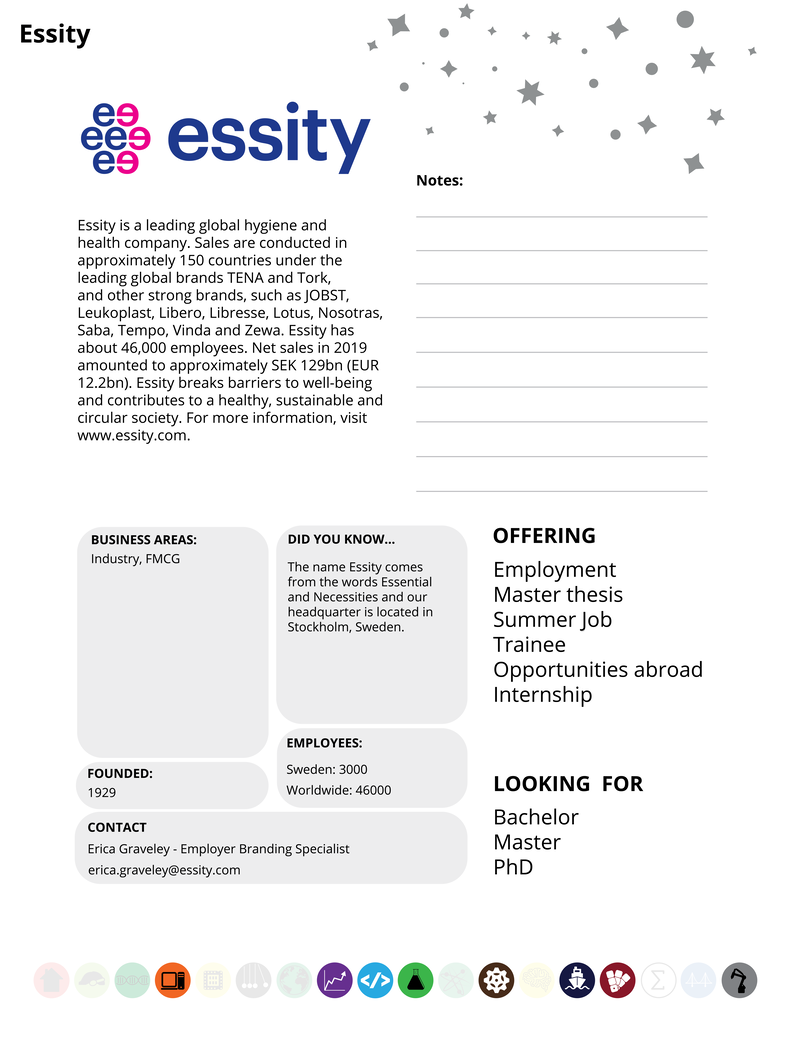 Essity
essity
Notes:
Essity is a leading global hygiene and
health company. Sales are conducted in
approximately 150 countries under the
leading global brands TENA and Tork,
and other strong brands, such as JOBST,
Leukoplast, Libero, Libresse, Lotus, Nosotras,
Saba, Tempo, Vinda and Zewa. Essity has
about 46,000 employees. Net sales in 2019
amounted to approximately SEK 129bn (EUR
12.2bn). Essity breaks barriers to well-being
and contributes to a healthy, sustainable and
circular society. For more information, visit
www.essity.com.
BUSINESS AREAS:
Industry, FMCG
DID YOU KNOW...
The name Essity comes
from the words Essential
and Necessities and our
headquarter is located in
Stockholm, Sweden.
EMPLOYEES:
Sweden: 3000
Worldwide: 46000
FOUNDED:
1929
CONTACT
Erica Graveley - Employer Branding Specialist
erica.graveley@essity.com
OFFERING
Employment
Master thesis
Summer Job
Trainee
Opportunities abroad
Internship
LOOKING FOR
Bachelor
Master
PhD